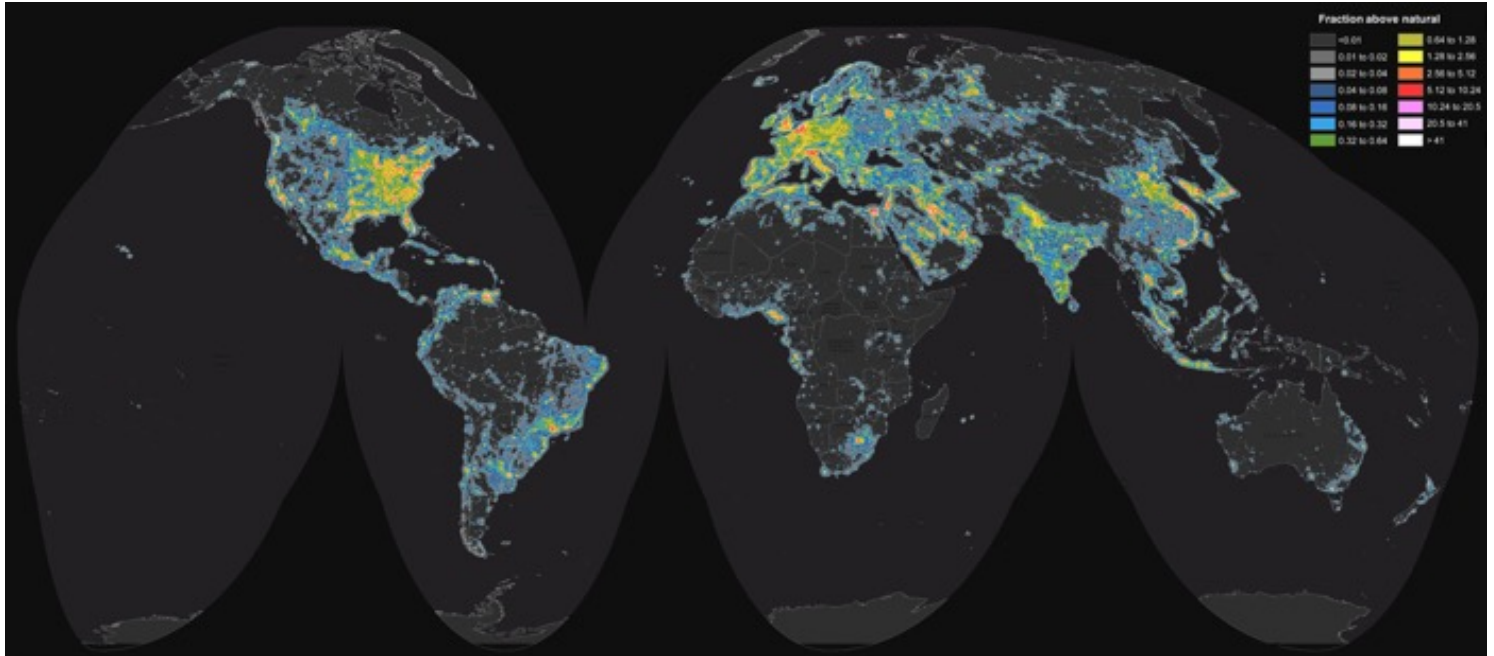 Fraction above natural
<0.01
0.01 to 0.02
0.02 to 0.04
0.04 to 0.08
0.08 to 0.16
0.16 to 0.32
0.32 to 0.64
0.64 to 1.28
1.28 to 2.56
2.56 to 5.12
5.12 to 10.24
10.24 to 20.5
20.5 to 41
> 41